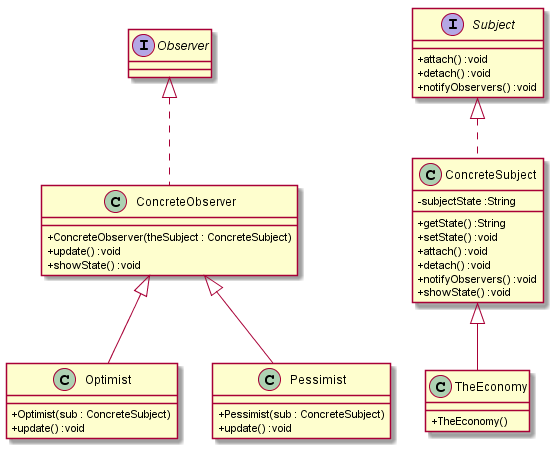 I Observer
I Subject
+attach() :void
+detach() :void
+notifyObservers() :void
C ConcreteObserver
+ConcreteObserver(theSubject : ConcreteSubject)
+update() :void
+showState() :void
C ConcreteSubject
-subjectState :String
+getState() :String
+setState() :void
+attach() :void
+detach() :void
+notifyObservers() :void
+showState() :void
C Optimist
+Optimist(sub : ConcreteSubject)
+update() :void
C Pessimist
+Pessimist(sub : ConcreteSubject)
+update() :void
C TheEconomy
+TheEconomy()